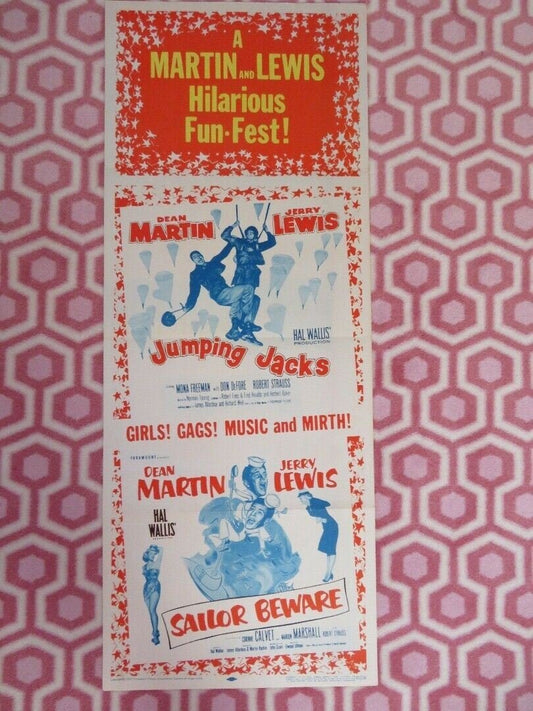 A
MARTIN AND LEWIS
Hilarious
Fun-Fest!
DEAN MARTIN JERRY LEWIS
HAL WALLIS'
PRODUCTION
Jumping Jacks
MONA FREEMAN with DON DeFORE ROBERT STRAUSS
GIRLS! GAGS! MUSIC and MIRTH!
PARAMOUNT
DEAN MARTIN JERRY LEWIS
HAL
WALLIS'
SAILOR BEWARE
CORINNE CALVET MARION MARSHALL ROBERT STRAUSS